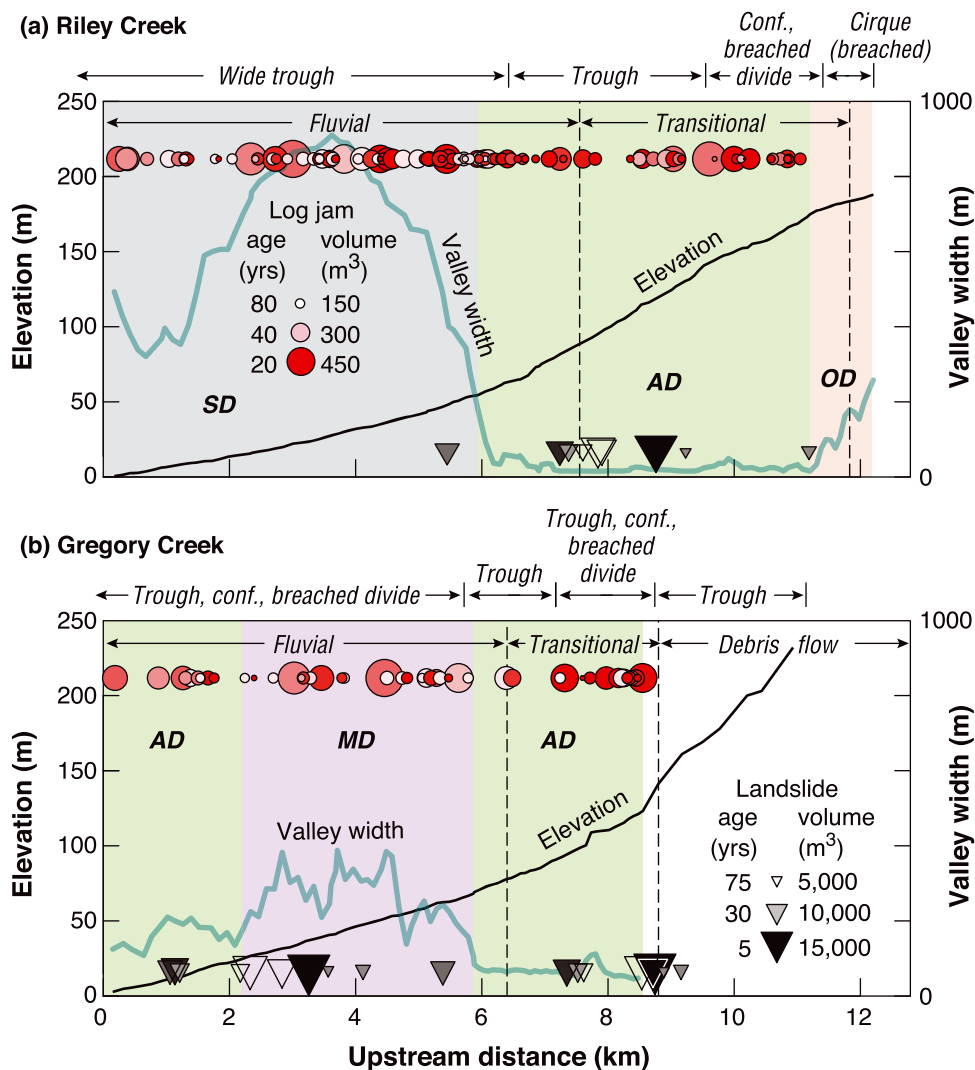 (a) Riley Creek
Conf., breached divide
Cirque (breached)
Wide trough
Trough
Fluvial
Transitional
250
200
150
100
50
0
Elevation (m)
1000
0
Valley width (m)
Log jam
age (yrs)
volume (m3)
80 150
40 300
20 450
Valley width
Elevation
SD
AD
OD
(b) Gregory Creek
Trough, conf., breached divide
Trough, conf., breached divide
Trough
Trough
Fluvial
Transitional
Debris flow
250
200
150
100
50
0
Elevation (m)
1000
0
Valley width (m)
AD
MD
AD
Valley width
Elevation
Landslide
age (yrs)
volume (m3)
75 5,000
30 10,000
5 15,000
0 2 4 6 8 10 12
Upstream distance (km)